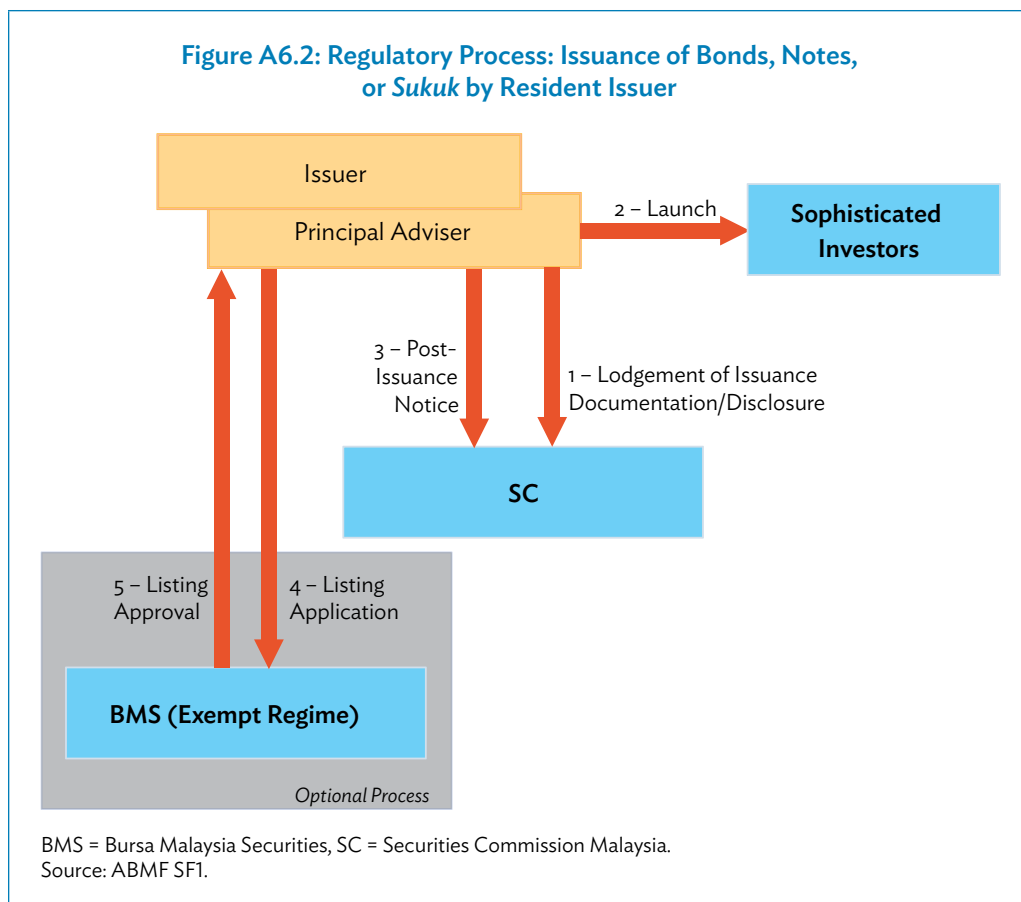 Figure A6.2: Regulatory Process: Issuance of Bonds, Notes,
or Sukuk by Resident Issuer
Issuer
Principal Adviser
2 – Launch
Sophisticated
Investors
3 – Post-
Issuance
Notice
1 – Lodgement of Issuance
Documentation/Disclosure
SC
5 – Listing
Approval
4 – Listing
Application
BMS (Exempt Regime)
Optional Process
BMS = Bursa Malaysia Securities, SC = Securities Commission Malaysia.
Source: ABMF SF1.